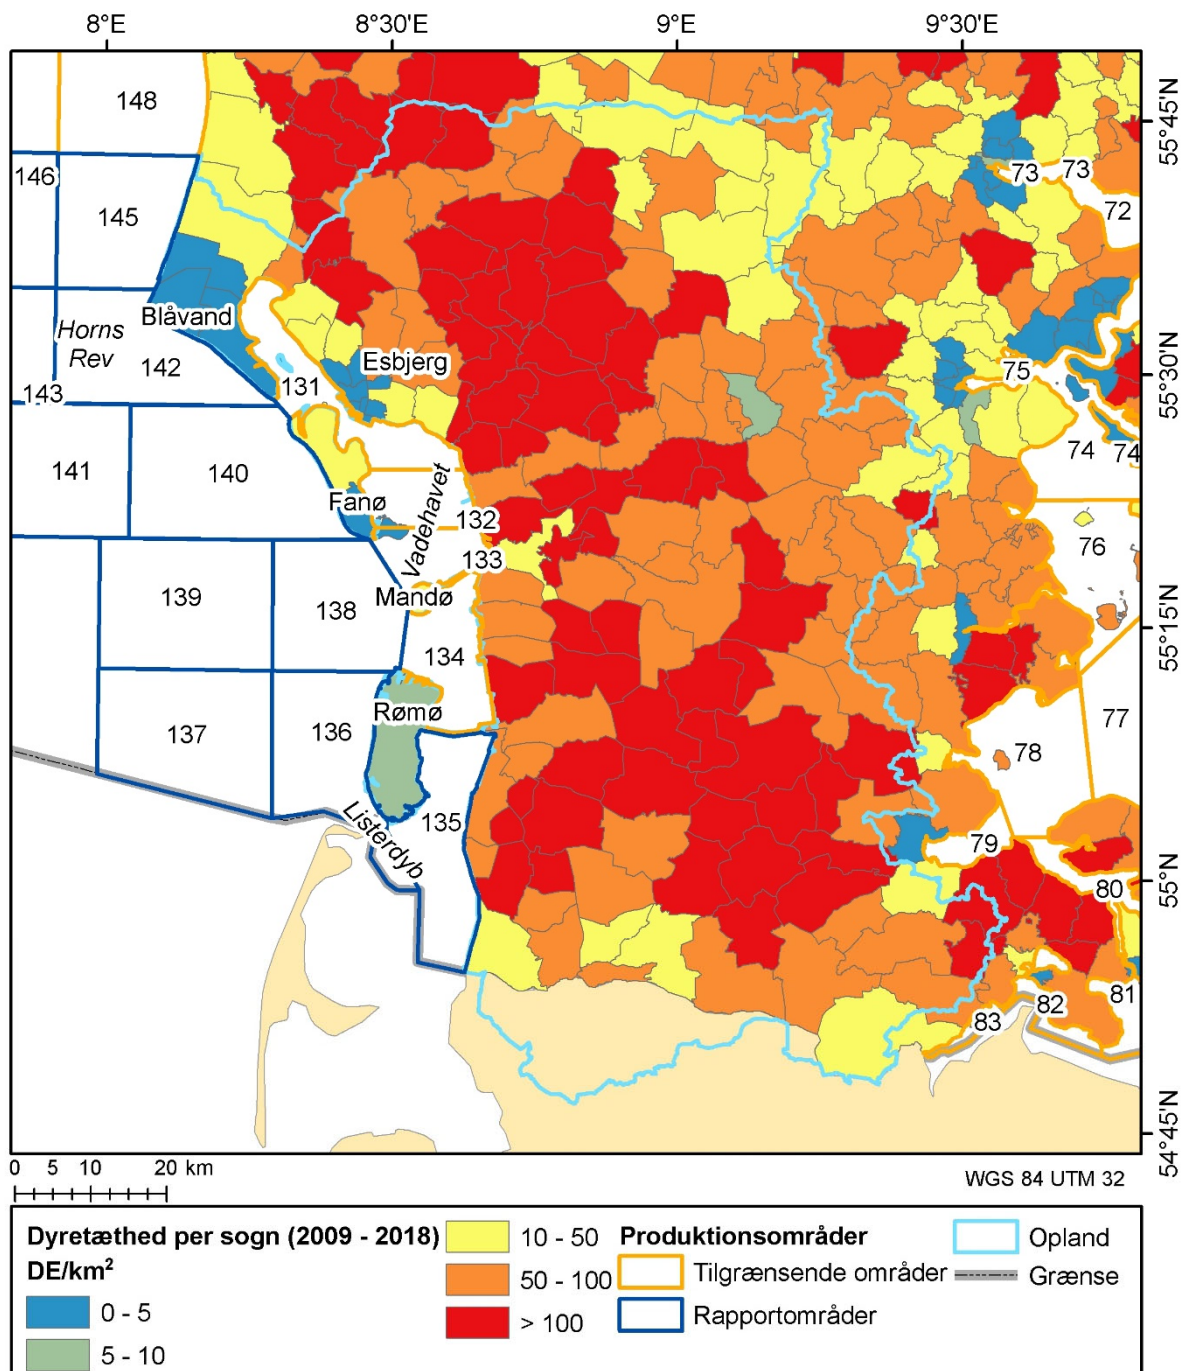 8°E 8°30'E 9°E 9°30'E
148
55°45'N
146
73 73
145
72
Blåvand
Horns
Rev
142
Esbjerg
55°30'N
75
143
131
141
140
74 74
Fanø
Vadehavet
132
76
133
139
138
Mandø
55°15'N
134
137
136
Rømø
77
78
135
Listerdyb
79
55°N
80
81
82
83
54°45'N
0 5 10 20 km
WGS 84 UTM 32
Dyretæthed per sogn (2009 - 2018)
DE/km²
0 - 5
5 - 10
10 - 50
50 - 100
> 100
Produktionsområder
Tilgrænsende områder
Rapportområder
Opland
Grænse